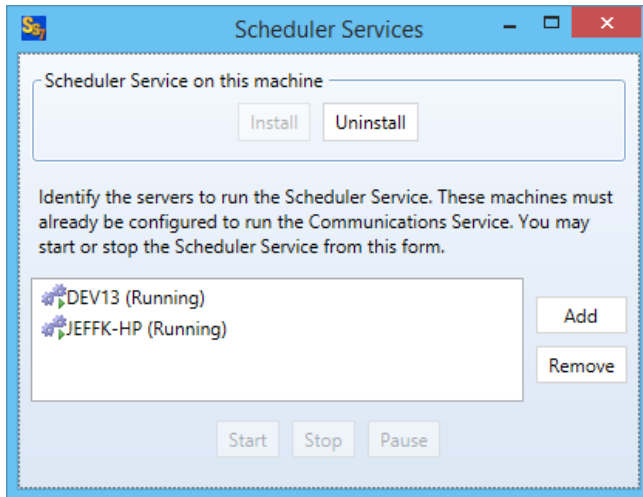 Scheduler Services
Scheduler Service on this machine
Install
Uninstall
Identify the servers to run the Scheduler Service. These machines must
already be configured to run the Communications Service. You may
start or stop the Scheduler Service from this form.
DEV13 (Running)
JEFFK-HP (Running)
Add
Remove
Start
Stop
Pause